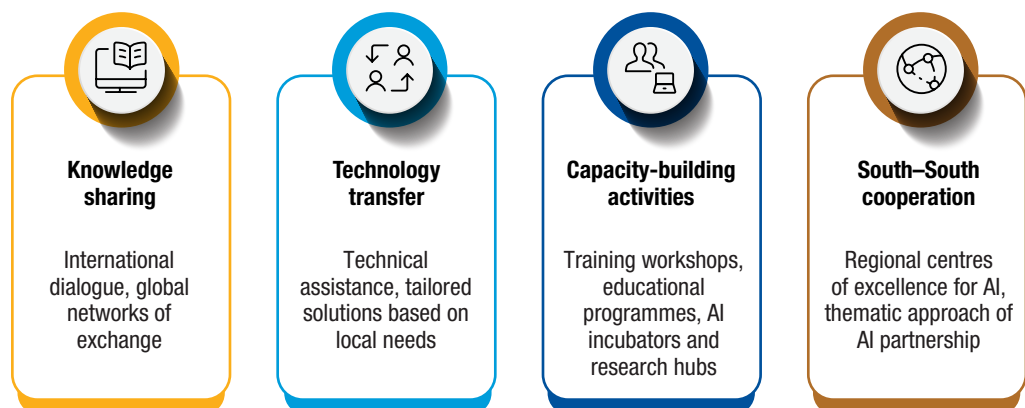 Knowledge
sharing
International
dialogue, global
networks of
exchange
Technology
transfer
Technical
assistance, tailored
solutions based on
local needs
Capacity-building
activities
Training workshops,
educational
programmes, AI
incubators and
research hubs
South–South
cooperation
Regional centres
of excellence for AI,
thematic approach of
AI partnership